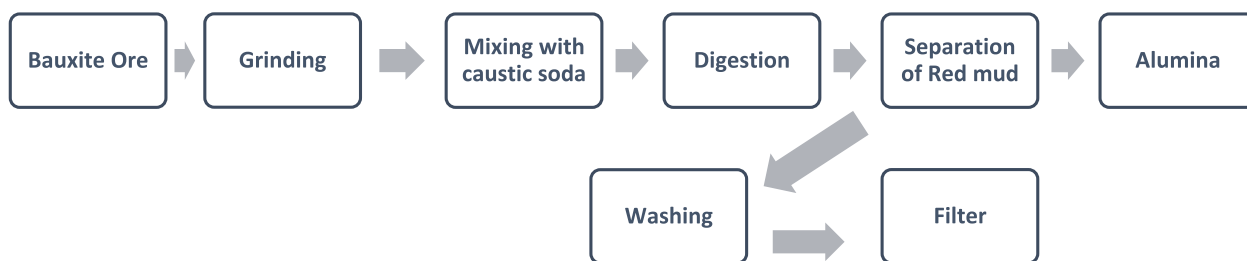 Bauxite Ore
Grinding
Mixing with
caustic soda
Digestion
Separation
of Red mud
Alumina
Washing
Filter